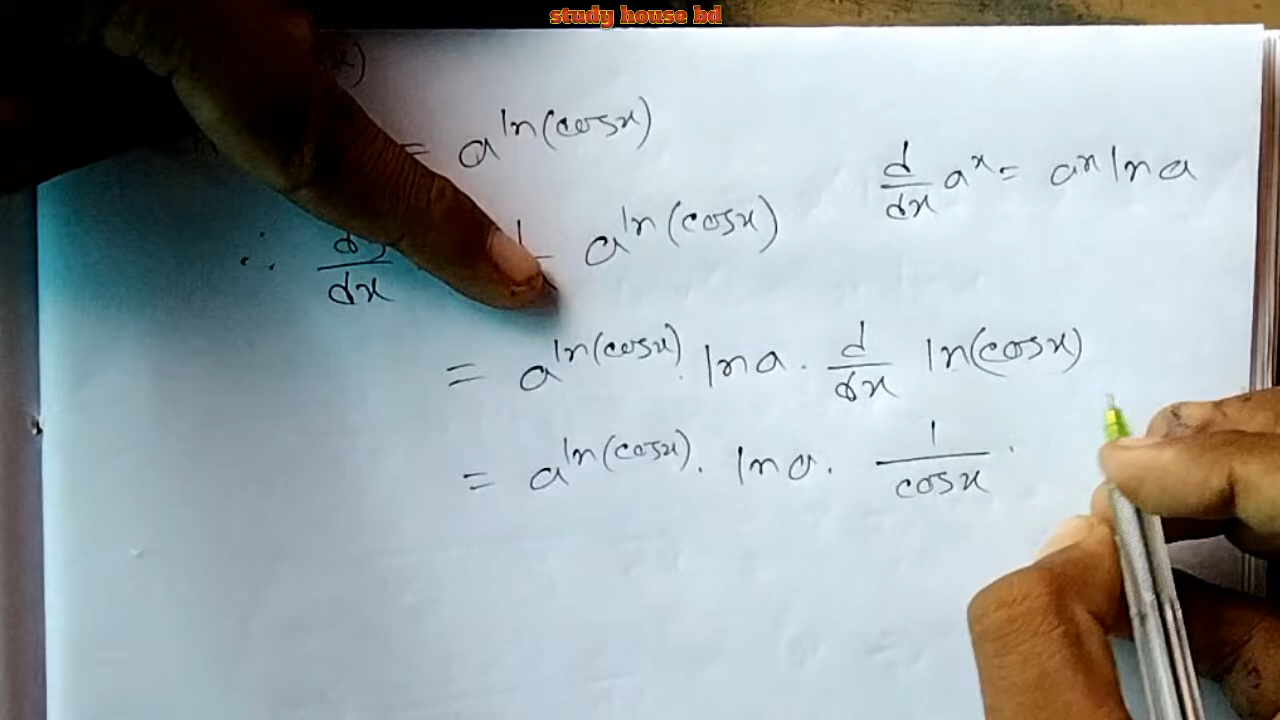 study house bd
x)
= a^ln(cosx)
d/dx a^x = a^x ln a
∴ dy/dx a^ln(cosx)
= a^ln(cosx) . ln a . d/dx ln(cosx)
= a^ln(cosx) . ln a . 1/cosx .